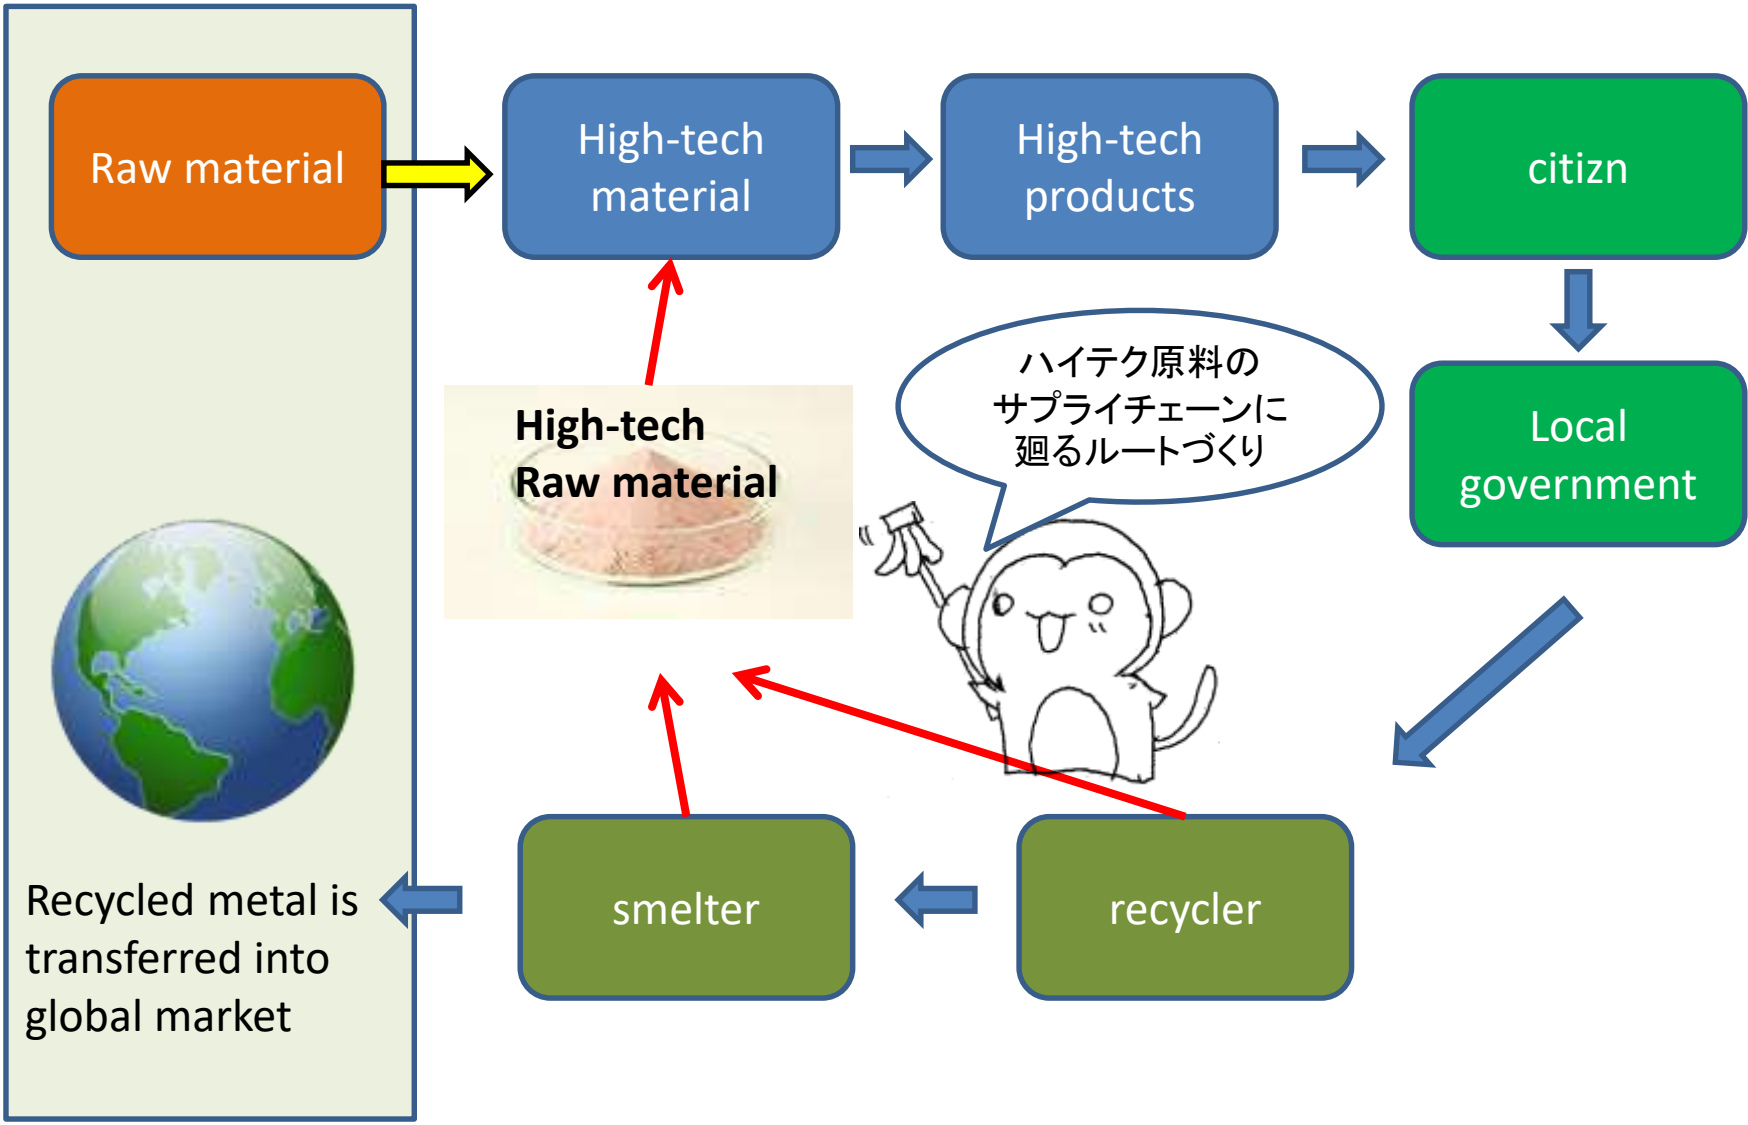 Raw material
High-tech
material
High-tech
products
citizn
ハイテク原料の
サプライチェーンに
廻るルートづくり
Local
government
High-tech
Raw material
Recycled metal is
transferred into
global market
smelter
recycler